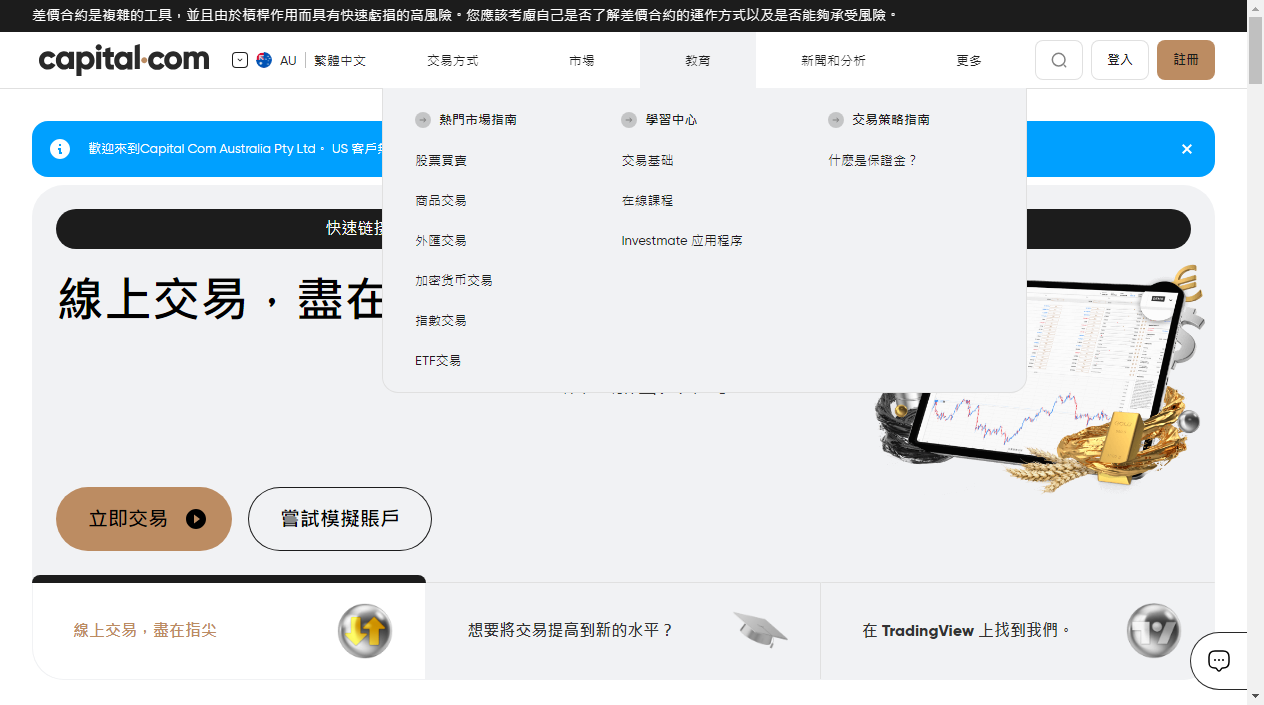 差價合約是複雜的工具，並且由於槓桿作用而具有快速虧損的高風險。您應該考慮自己是否了解差價合約的運作方式以及是否能夠承受風險。
capital.com
AU
繁體中文
交易方式
市場
教育
新聞和分析
更多
登入
註冊
熱門市場指南
學習中心
交易策略指南
歡迎來到Capital Com Australia Pty Ltd。 US 客戶
股票買賣
交易基础
什麼是保證金？
商品交易
在線課程
快速链接
外匯交易
Investmate 应用程序
線上交易，盡在
加密货币交易
指數交易
ETF交易
立即交易
嘗試模擬賬戶
線上交易，盡在指尖
想要將交易提高到新的水平？
在 TradingView 上找到我們。